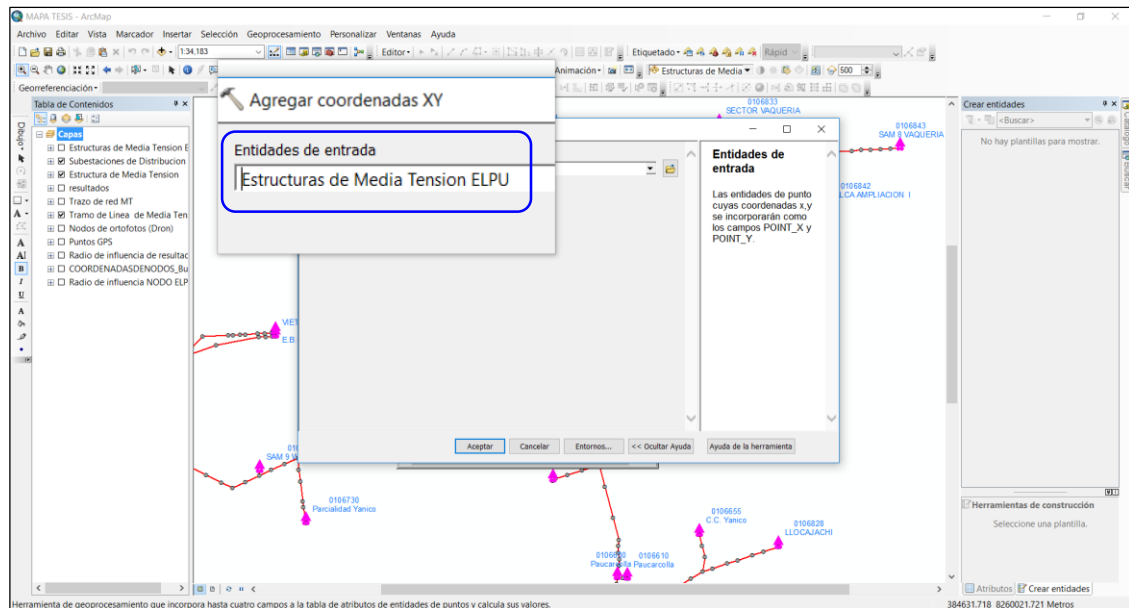 MAPA TESIS - ArcMap
Archivo Editar Vista Marcador Insertar Selección Geoprocesamiento Personalizar Ventanas Ayuda
1:34.183
Editor
Etiquetado
Rápid
Georreferenciación
Animación
Estructuras de Media
500
Tabla de Contenidos
Dibujo
Capas
Estructuras de Media Tension E
Subestaciones de Distribucion
Estructura de Media Tension
resultados
Trazo de red MT
Tramo de Linea de Media Ten
Nodos de ortofotos (Dron)
Puntos GPS
Radio de influencia de resultac
COORDENADASDENODOS_Bu
Radio de influencia NODO ELP
Agregar coordenadas XY
Entidades de entrada
Estructuras de Media Tension ELPU
Entidades de
entrada
Las entidades de punto
cuyas coordenadas x,y
se incorporarán como
los campos POINT_X y
POINT_Y.
Aceptar
Cancelar
Entornos...
<< Ocultar Ayuda
Ayuda de la herramienta
0106833
SECTOR VAQUERIA
0106843
SAM 8 VAQUERIA
0106842
LCA AMPLIACION I
VIET
E.B.
010
SAM 9 V
0106730
Parcialidad Yanico
0106655
C.C. Yanico
0106828
LLOCAJACHI
0106610
Paucarcolla
Crear entidades
<Buscar>
No hay plantillas para mostrar.
Catálogo
Buscar
Herramientas de construcción
Seleccione una plantilla.
Atributos
Crear entidades
Herramienta de geoprocesamiento que incorpora hasta cuatro campos a la tabla de atributos de entidades de puntos y calcula sus valores.
384631.718 8260021.721 Metros